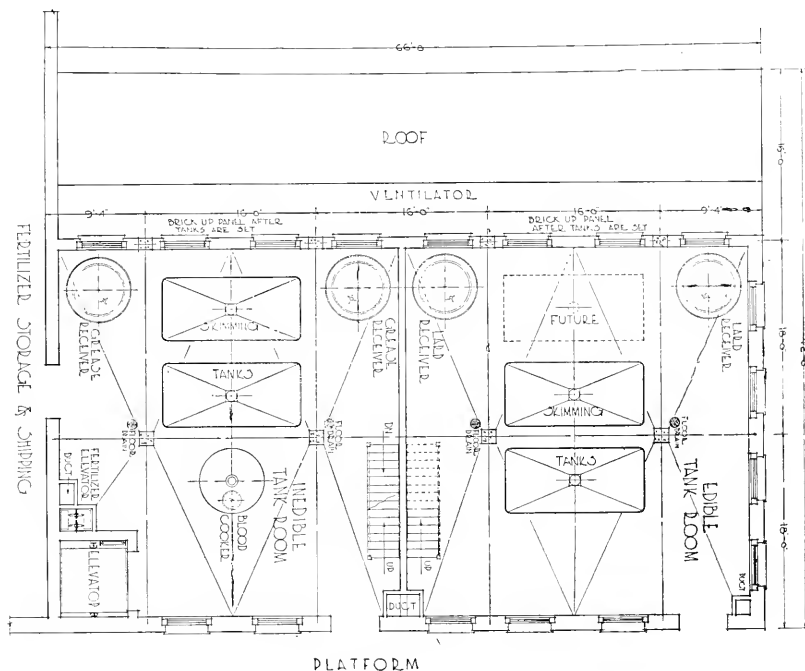 66'-0
ROOF
15'-0
VENTILATOR
9'-4"
16'-0"
16'-0"
16'-0"
9'-4"
BRICK UP PANEL AFTER
TANKS ARE SET
BRICK UP PANEL
AFTER TANKS ARE SET
FERTILIZER STORAGE & SHIPPING
GREASE
RECEIVER
SKIMMING
TANKS
GREASE
RECEIVER
LARD
RECEIVER
FUTURE
SKIMMING
TANKS
LARD
RECEIVER
18'-0
FLOOR
DRAIN
FLOOR
DRAIN
FLOOR
DRAIN
FLOOR
DRAIN
DUCT
FERTILIZER
ELEVATOR
ELEVATOR
INEDIBLE
TANK ROOM
BLOOD
COOKER
DN.
UP
UP
DUCT
EDIBLE
TANK ROOM
18'-0
DUCT
PLATFORM